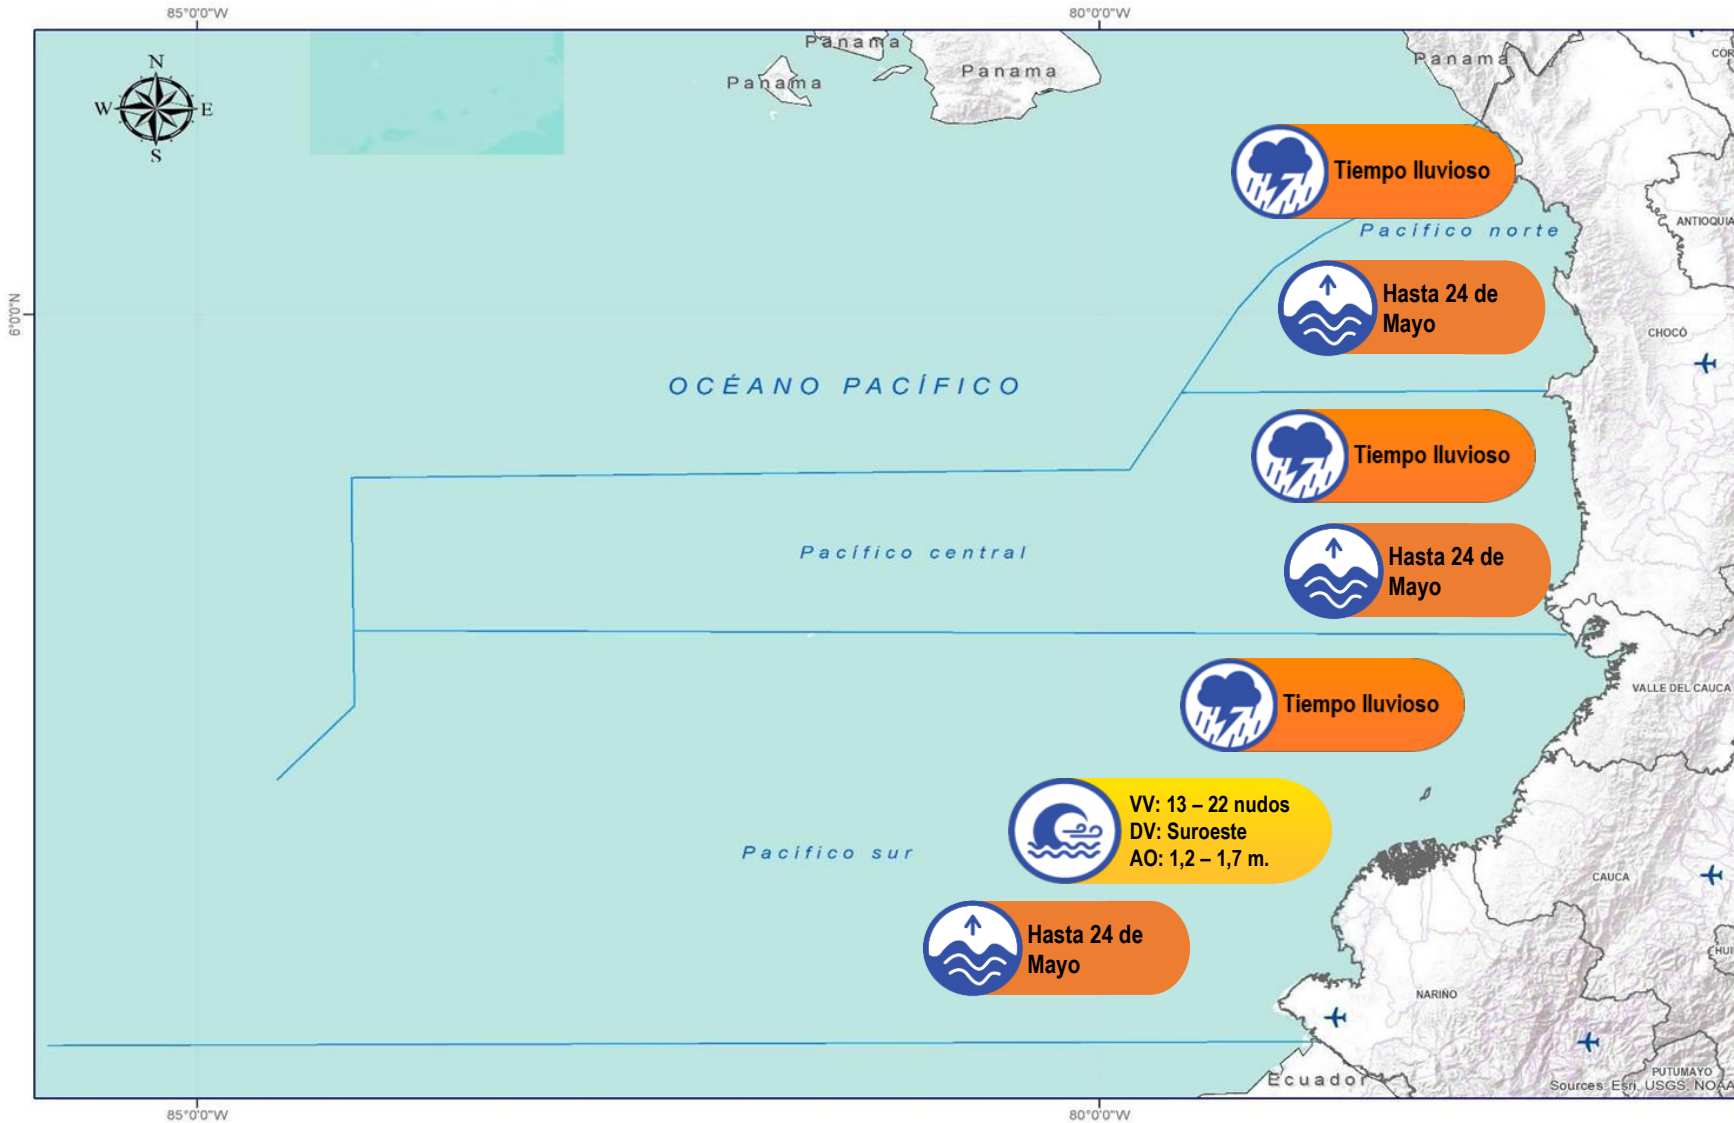 85°0'0"W
80°0'0"W
N
W
E
S
Panama
Panama
Panama
Panama
ANTIOQUIA
Tiempo lluvioso
Pacífico norte
6°0'0"N
Hasta 24 de
Mayo
CHOCÓ
OCÉANO PACÍFICO
Tiempo lluvioso
Pacífico central
Hasta 24 de
Mayo
VALLE DEL CAUCA
Tiempo lluvioso
VV: 13 – 22 nudos
DV: Suroeste
AO: 1,2 – 1,7 m.
Pacífico sur
CAUCA
Hasta 24 de
Mayo
NARIÑO
Ecuador
PUTUMAYO
Sources: Esri, USGS, NOAA
85°0'0"W
80°0'0"W